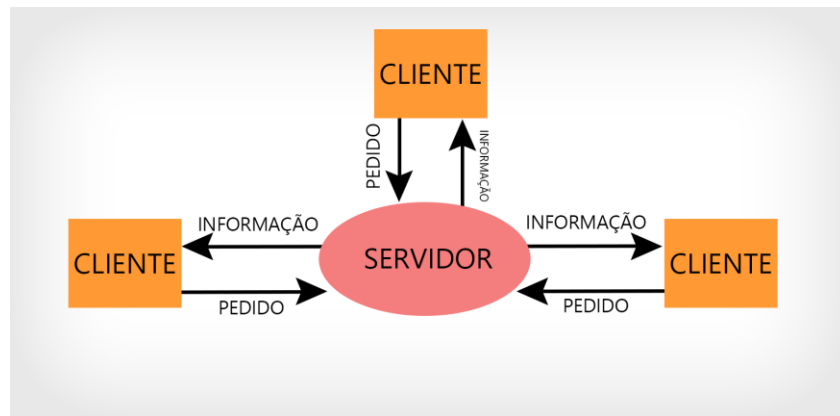 CLIENTE
PEDIDO
INFORMAÇÃO
INFORMAÇÃO
INFORMAÇÃO
CLIENTE
SERVIDOR
CLIENTE
PEDIDO
PEDIDO